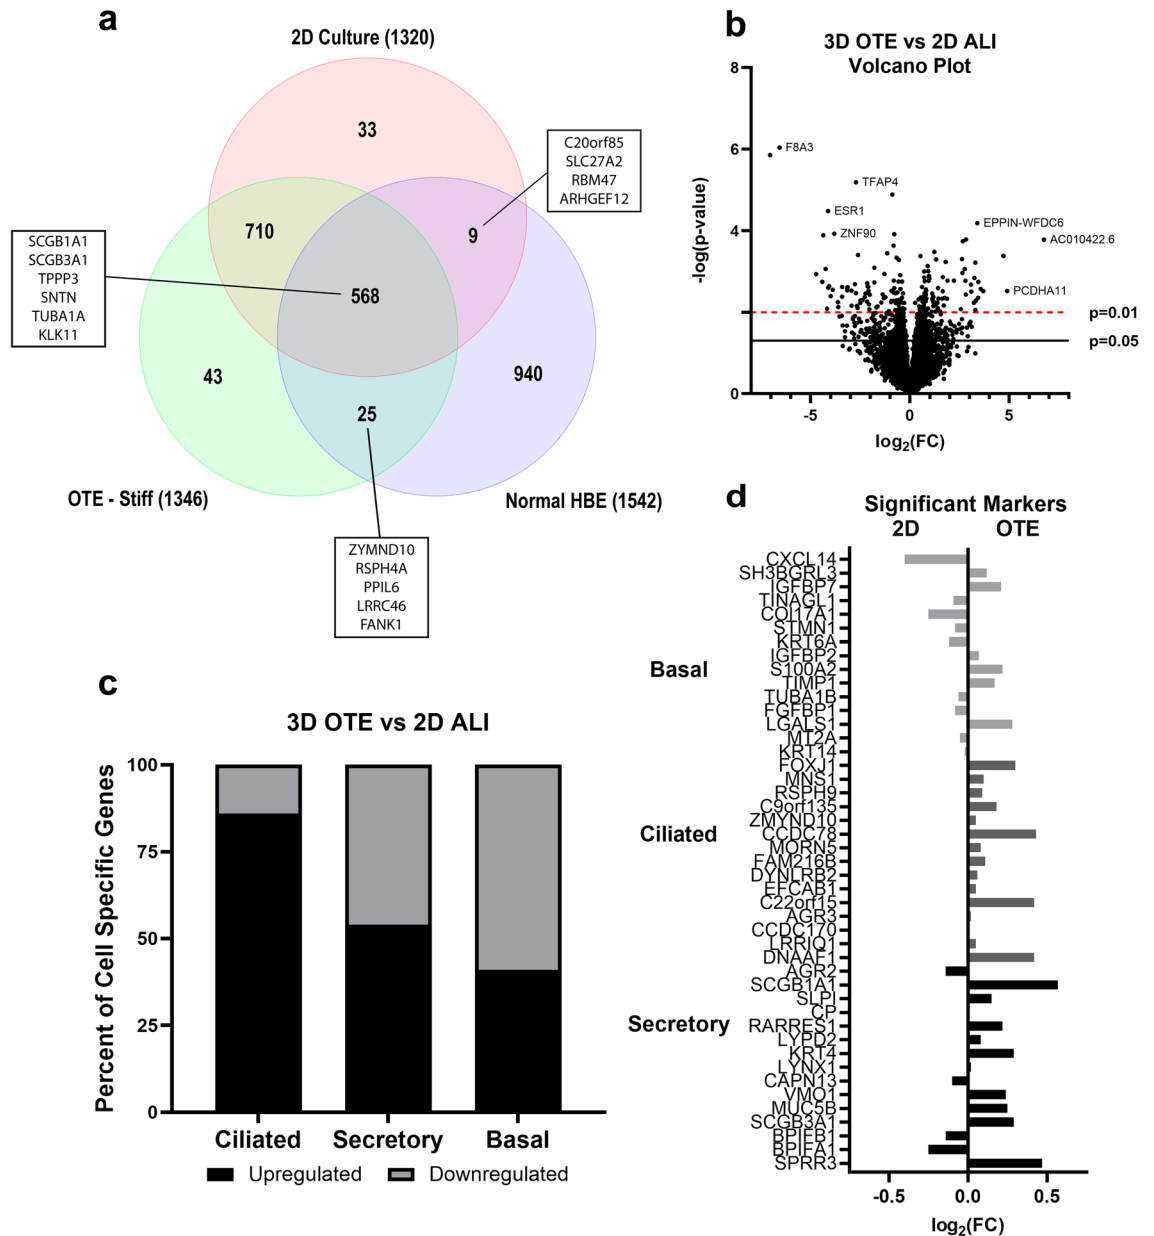 a
2D Culture (1320)
33
C20orf85
SLC27A2
RBM47
ARHGEF12
710
9
SCGB1A1
SCGB3A1
TPPP3
SNTN
TUBA1A
KLK11
568
43
940
25
OTE - Stiff (1346)
Normal HBE (1542)
ZYMND10
RSPH4A
PPIL6
LRRC46
FANK1
b
3D OTE vs 2D ALI
Volcano Plot
-log(p-value)
8
6
4
2
0
F8A3
TFAP4
ESR1
ZNF90
EPPIN-WFDC6
AC010422.6
PCDHA11
p=0.01
p=0.05
-5
0
5
log2(FC)
c
3D OTE vs 2D ALI
Percent of Cell Specific Genes
100
75
50
25
0
Ciliated
Secretory
Basal
Upregulated
Downregulated
d
Significant Markers
2D
OTE
Basal
CXCL14
SH3BGRL3
IGFBP7
TINAGL1
COl17A1
STMN1
KRT6A
IGFBP2
S100A2
TIMP1
TUBA1B
FGFBP1
LGALS1
MT2A
KRT14
Ciliated
FOXJ1
MNS1
RSPH9
C9orf135
ZMYND10
CCDC78
MORN5
FAM216B
DYNLRB2
EFCAB1
C22orf15
AGR3
CCDC170
LRRIQ1
DNAAF1
Secretory
AGR2
SCGB1A1
SLPI
CP
RARRES1
LYPD2
KRT4
LYNX1
CAPN13
VMO1
MUC5B
SCGB3A1
BPIFB1
BPIFA1
SPRR3
-0.5
0.0
0.5
log2(FC)